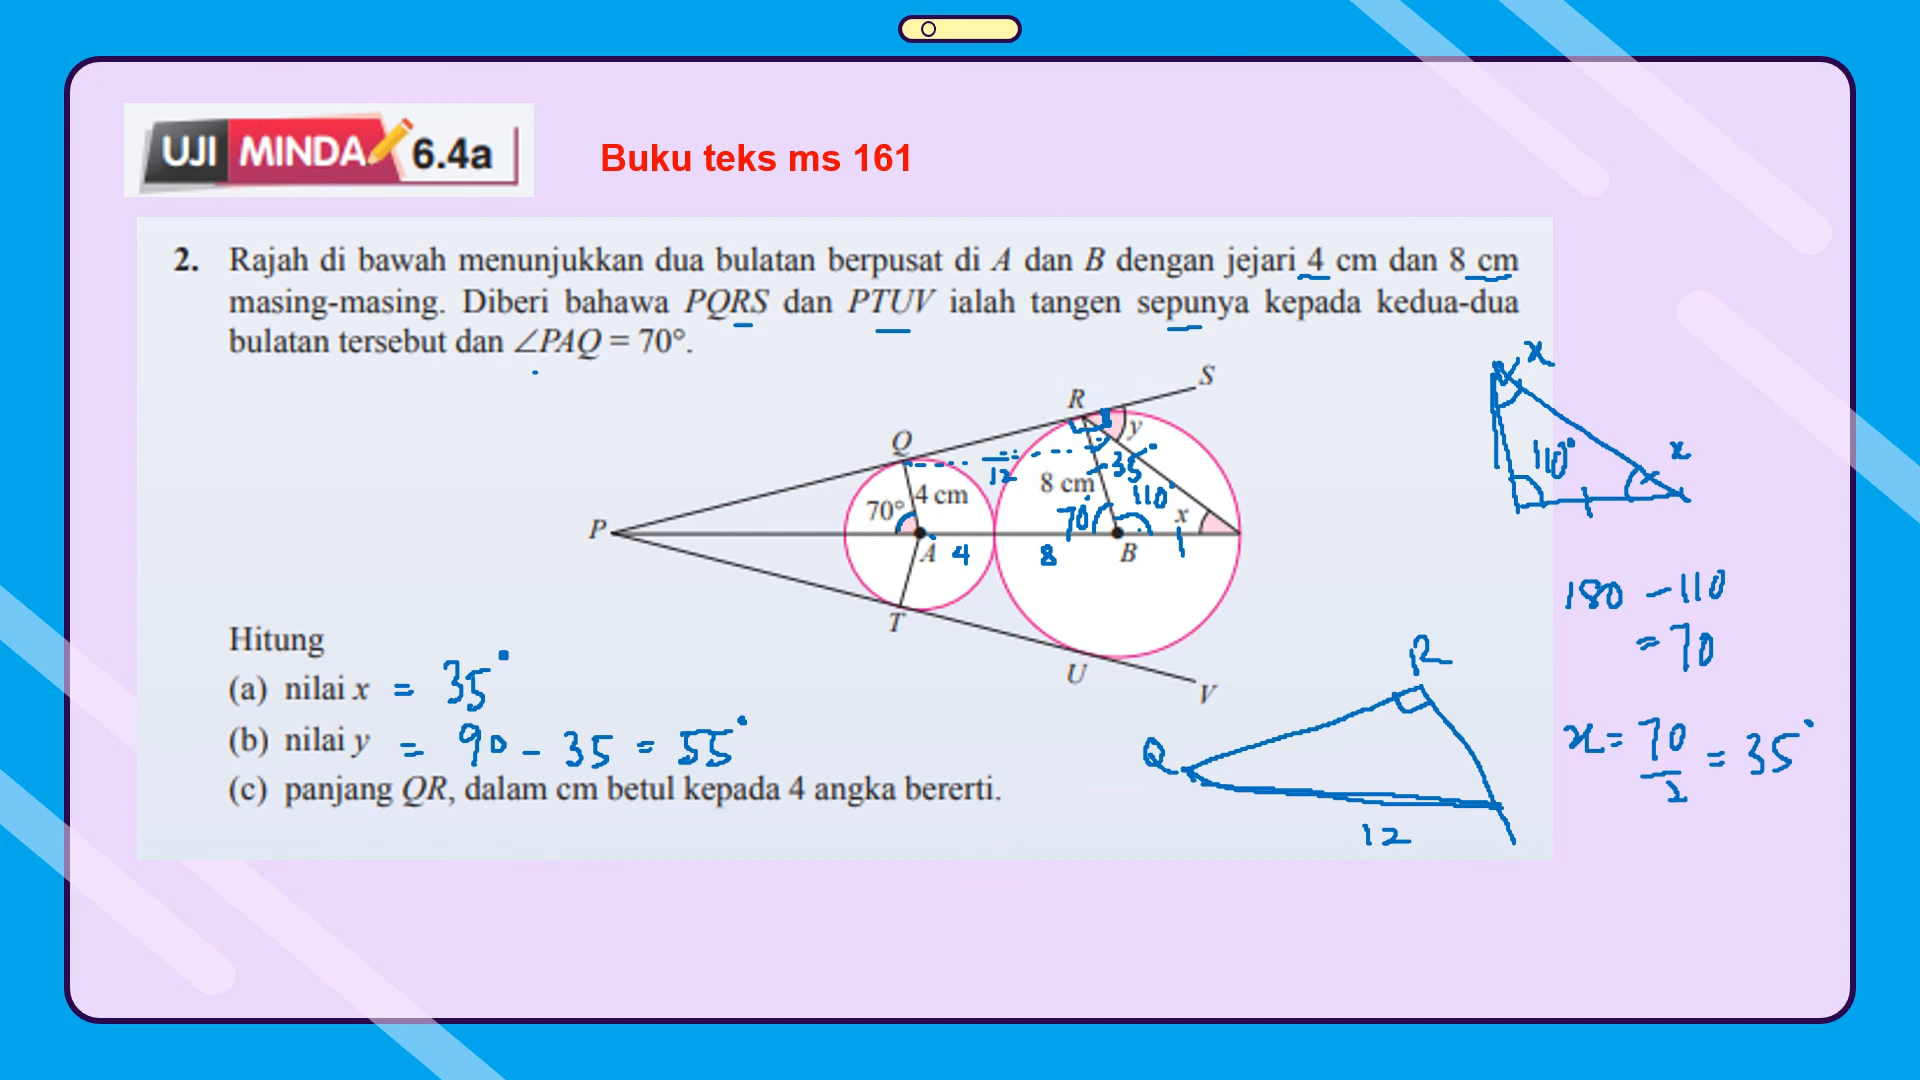 UJI MINDA 6.4a
Buku teks ms 161
2. Rajah di bawah menunjukkan dua bulatan berpusat di A dan B dengan jejari 4 cm dan 8 cm
masing-masing. Diberi bahawa PQRS dan PTUV ialah tangen sepunya kepada kedua-dua
bulatan tersebut dan ∠PAQ = 70°.
S
R
y
Q
12
35°
4 cm
8 cm
110°
70°
70°
x
P
A
4
8
B
T
U
V
x
110°
x
180 - 110
= 70
x = 70/2 = 35°
Hitung
(a) nilai x = 35°
(b) nilai y = 90 - 35 = 55°
(c) panjang QR, dalam cm betul kepada 4 angka bererti.
R
Q
12